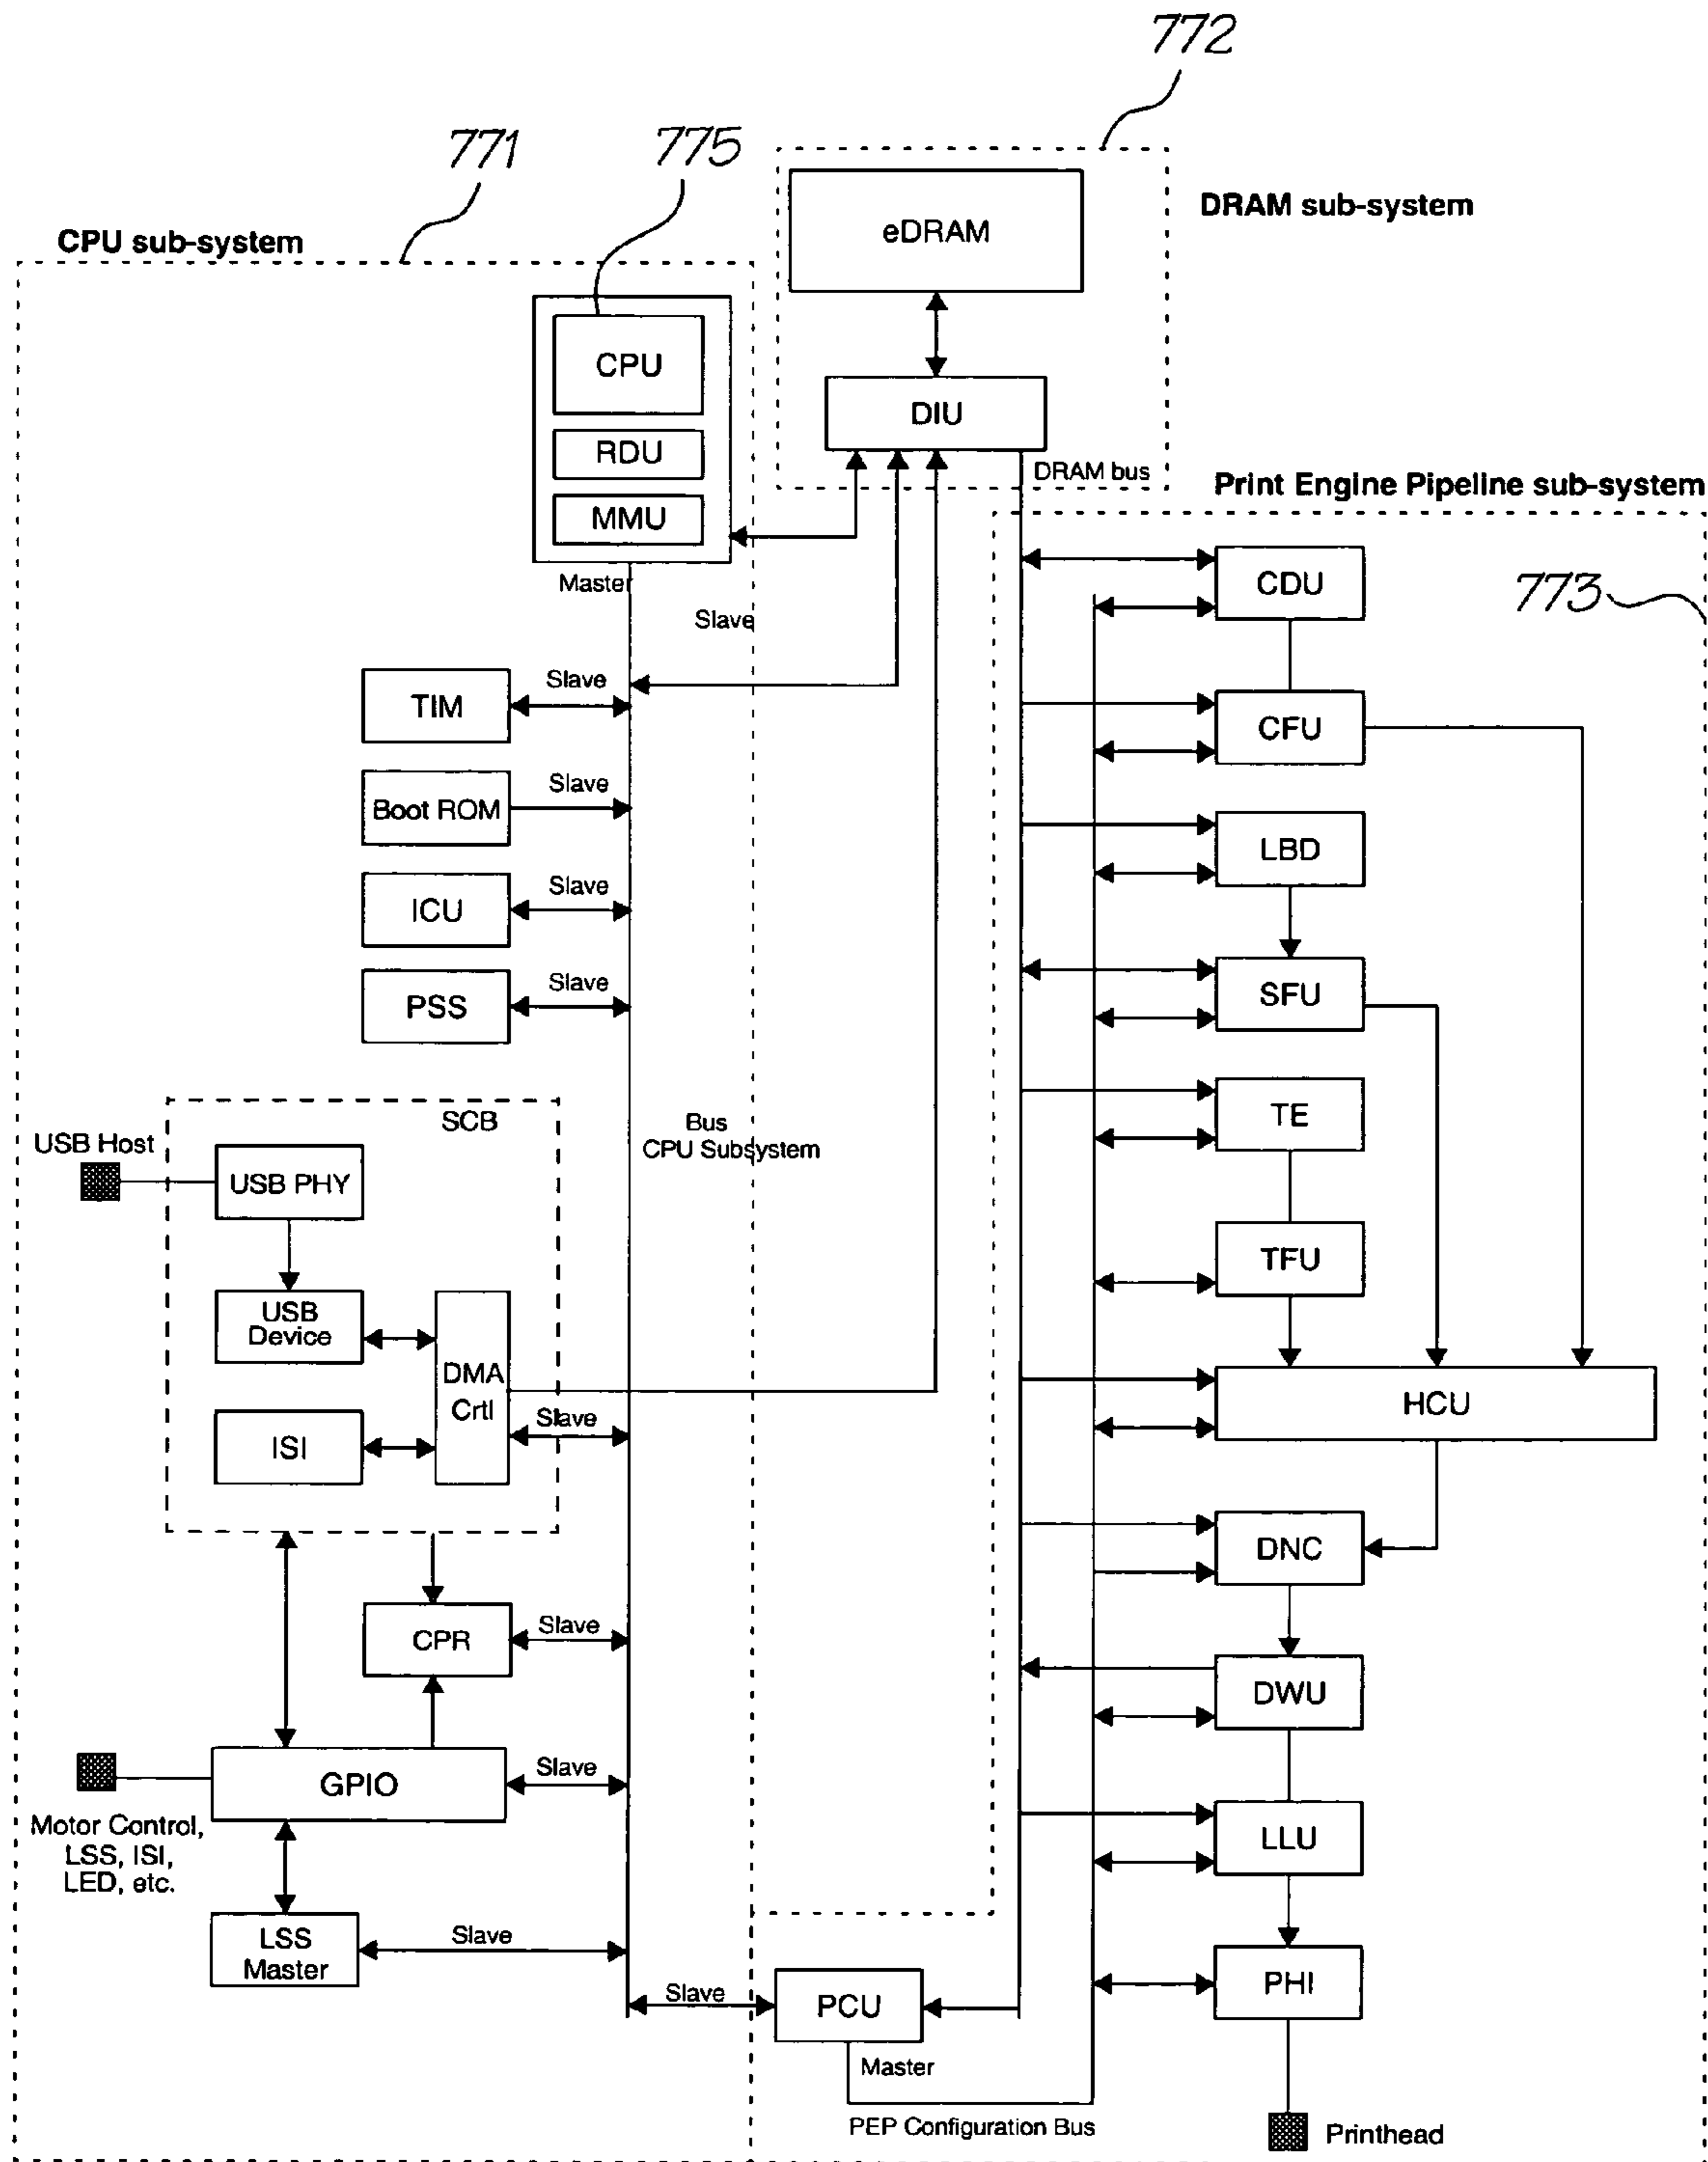 772
771
775
DRAM sub-system
eDRAM
CPU sub-system
CPU
DIU
RDU
DRAM bus
Print Engine Pipeline sub-system
MMU
Master
CDU
773
Slave
TIM
Slave
CFU
Boot ROM
Slave
LBD
ICU
Slave
PSS
Slave
SFU
SCB
TE
Bus
CPU Subsystem
USB Host
USB PHY
TFU
USB
Device
DMA
Crtl
HCU
Slave
ISI
DNC
CPR
Slave
DWU
GPIO
Slave
Motor Control,
LSS, ISI,
LED, etc.
LLU
LSS
Master
Slave
PHI
Slave
PCU
Master
PEP Configuration Bus
Printhead